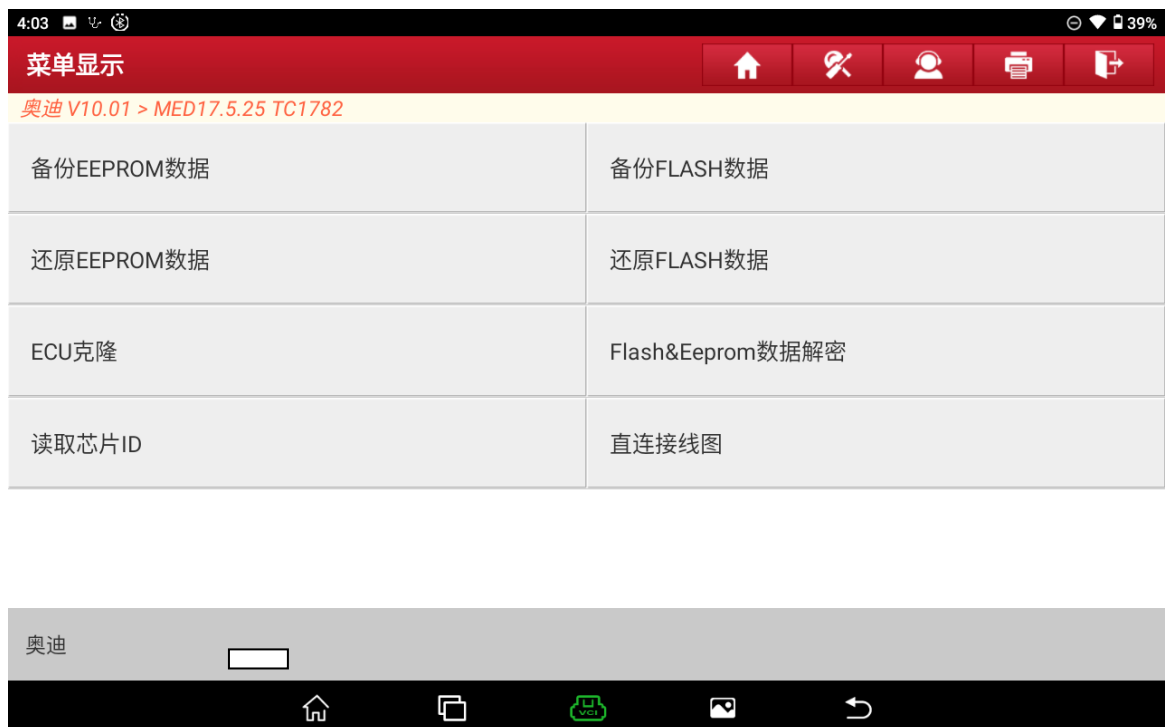 4:03 39%
菜单显示
奥迪 V10.01 > MED17.5.25 TC1782
备份EEPROM数据 备份FLASH数据
还原EEPROM数据 还原FLASH数据
ECU克隆 Flash&Eeprom数据解密
读取芯片ID 直连接线图
奥迪
VCI